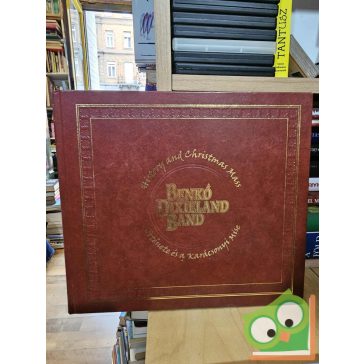 TANTUSZ
History and Christmas Mass
BENKÓ
DIXIELAND
BAND
Története és a Karácsonyi Mise